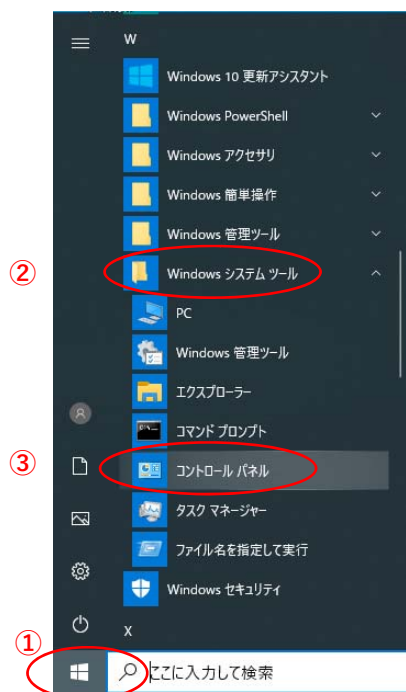 W
Windows 10 更新アシスタント
Windows PowerShell
Windows アクセサリ
Windows 簡単操作
Windows 管理ツール
②
Windows システム ツール
PC
Windows 管理ツール
エクスプローラー
コマンド プロンプト
③
コントロール パネル
タスク マネージャー
ファイル名を指定して実行
Windows セキュリティ
X
①
ここに入力して検索